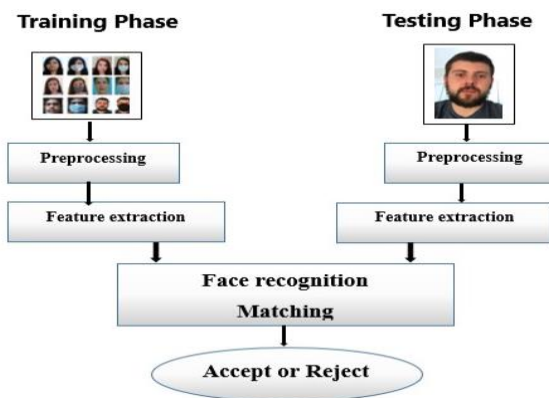 Training Phase
Testing Phase
Preprocessing
Preprocessing
Feature extraction
Feature extraction
Face recognition
Matching
Accept or Reject